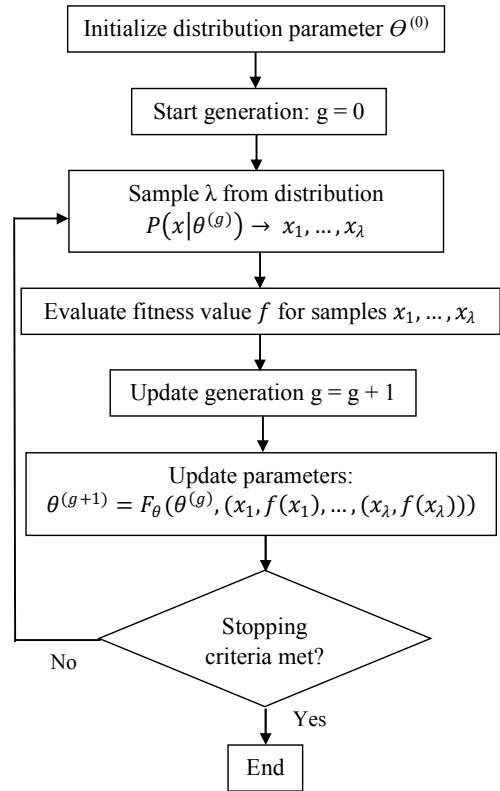 Initialize distribution parameter Θ^(0)
Start generation: g = 0
Sample λ from distribution
P(x|θ^(g)) → x_1, …, x_λ
Evaluate fitness value f for samples x_1, …, x_λ
Update generation g = g + 1
Update parameters:
θ^(g+1) = F_θ(θ^(g), (x_1, f(x_1), …, (x_λ, f(x_λ)))
Stopping
criteria met?
No
Yes
End